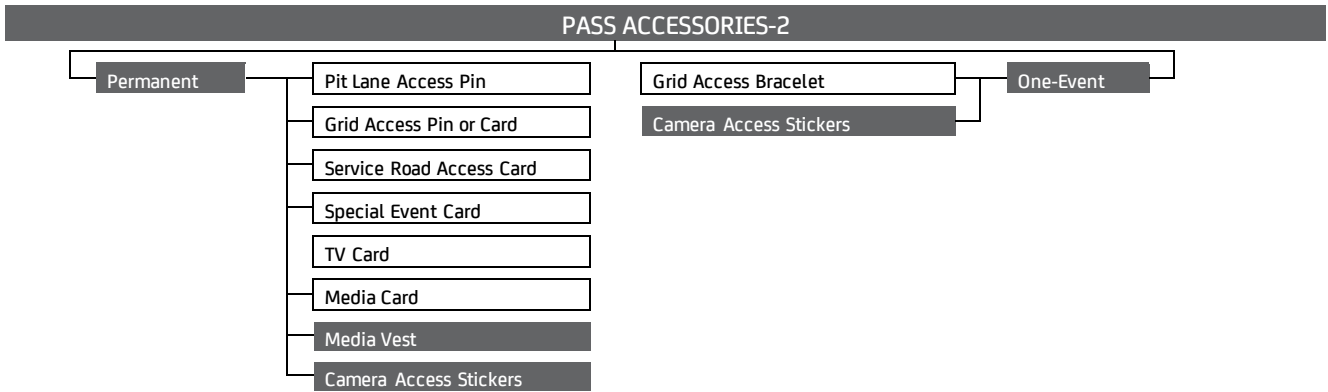 PASS ACCESSORIES-2
Permanent
Pit Lane Access Pin
Grid Access Pin or Card
Service Road Access Card
Special Event Card
TV Card
Media Card
Media Vest
Camera Access Stickers
Grid Access Bracelet
Camera Access Stickers
One-Event